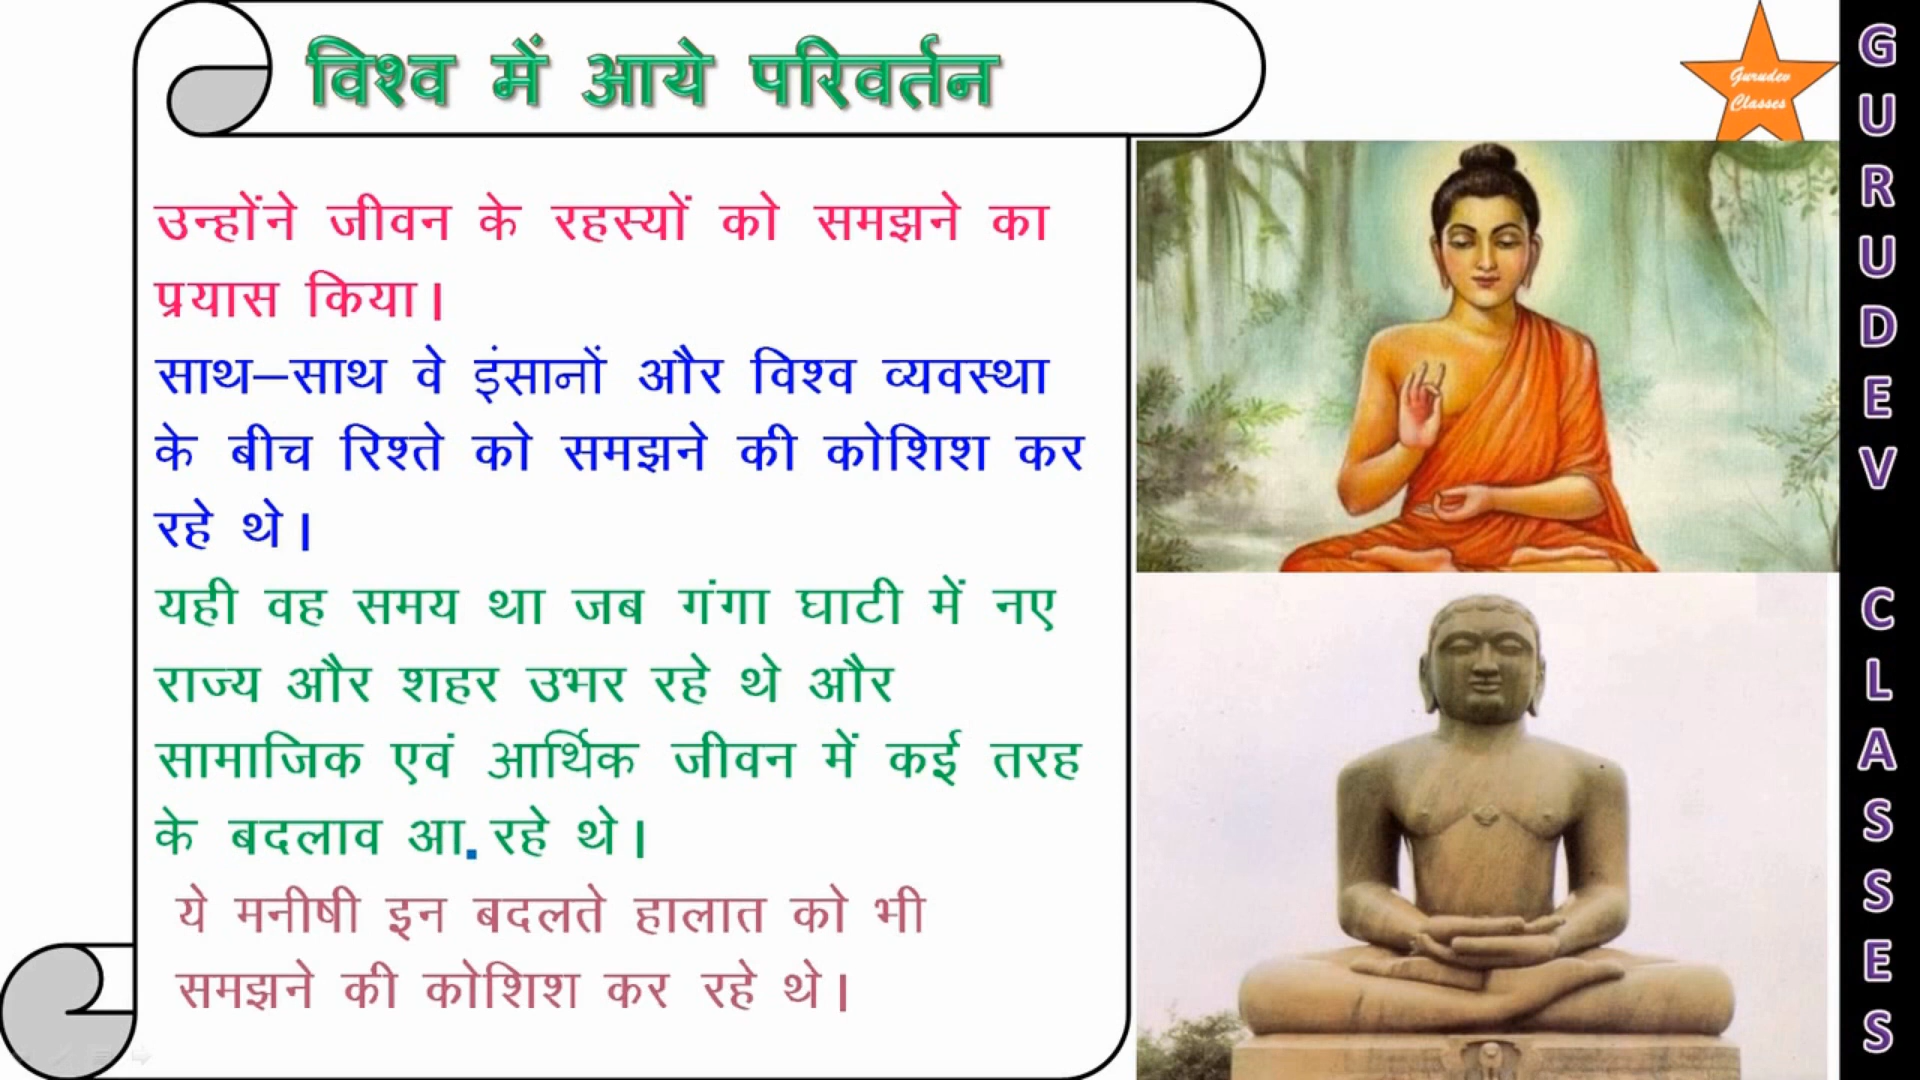 विश्व में आये परिवर्तन
Gurudev
Classes
उन्होंने जीवन के रहस्यों को समझने का
प्रयास किया।
साथ–साथ वे इंसानों और विश्व व्यवस्था
के बीच रिश्ते को समझने की कोशिश कर
रहे थे।
यही वह समय था जब गंगा घाटी में नए
राज्य और शहर उभर रहे थे और
सामाजिक एवं आर्थिक जीवन में कई तरह
के बदलाव आ. रहे थे।
ये मनीषी इन बदलते हालात को भी
समझने की कोशिश कर रहे थे।
GURUDEV CLASSES